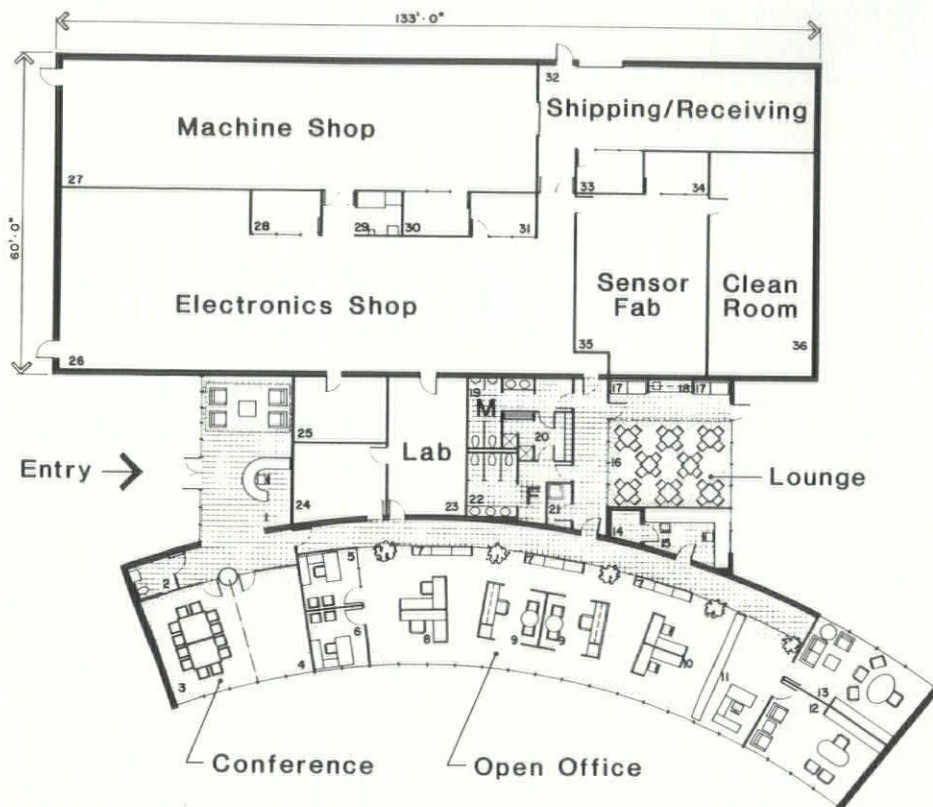 133'-0"
60'-0"
32
Machine Shop
Shipping/Receiving
27
33
34
28
29
30
31
Electronics Shop
Sensor
Fab
Clean
Room
26
35
36
19
M
17
18
17
25
20
Entry
Lab
16
Lounge
24
23
22
F
21
1
14
15
2
5
3
4
6
8
9
9
10
11
13
12
Conference
Open Office